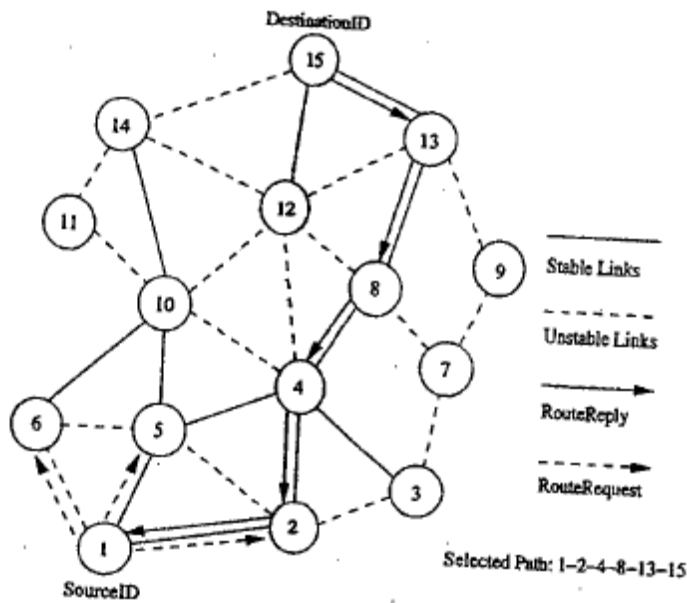 DestinationID
15
14
13
11
12
9
Stable Links
10
8
Unstable Links
7
4
RouteReply
6
5
RouteRequest
3
2
1
Selected Path: 1-2-4-8-13-15
SourceID